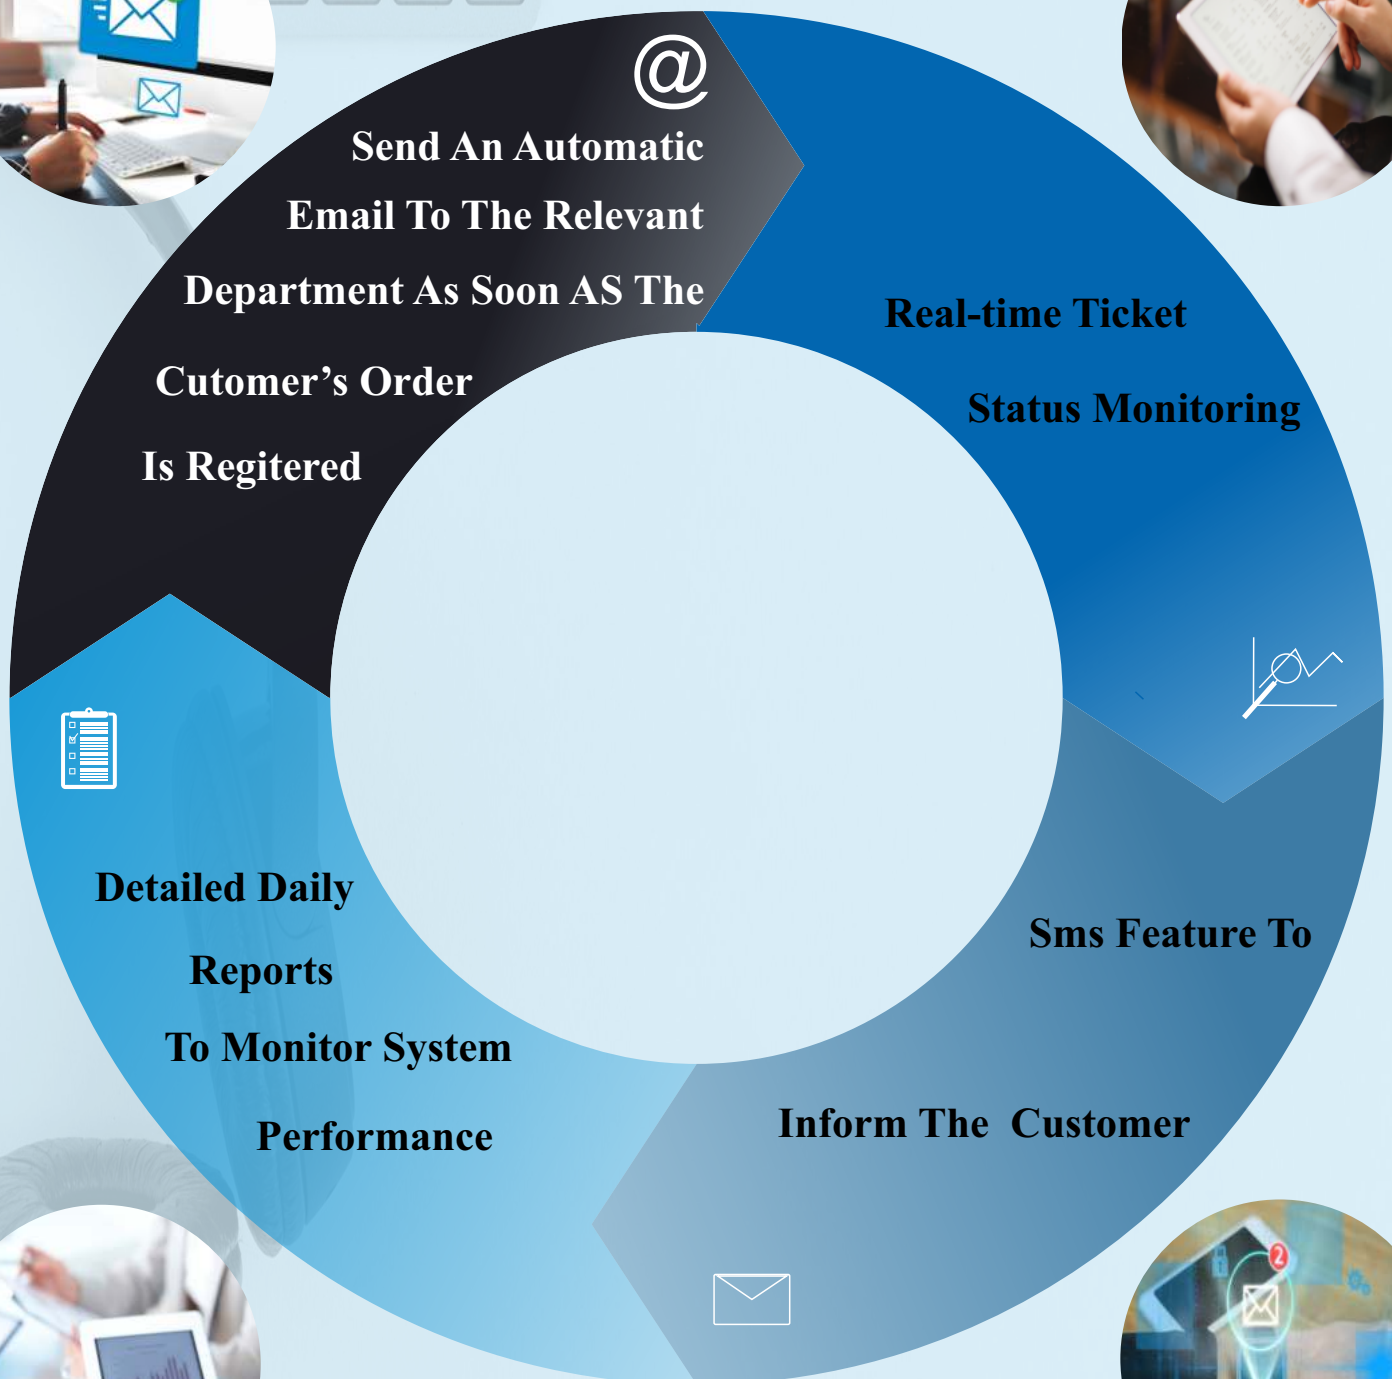 @
Send An Automatic
Email To The Relevant
Department As Soon AS The
Cutomer’s Order
Is Regitered
Real-time Ticket
Status Monitoring
Sms Feature To
Inform The  Customer
Detailed Daily
Reports
To Monitor System
Performance
2